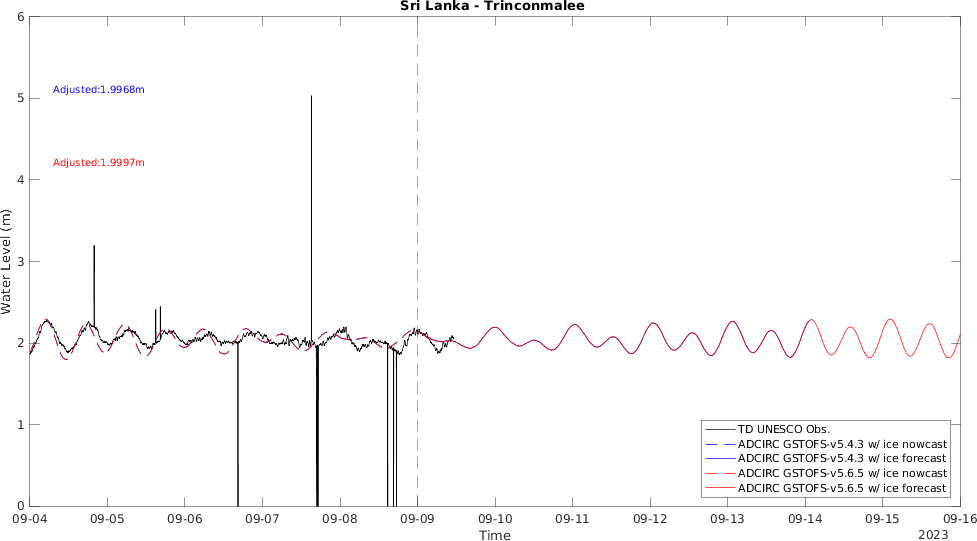 Sri Lanka - Trinconmalee
6
5
4
3
2
1
0
Water Level (m)
Adjusted:1.9968m
Adjusted:1.9997m
TD UNESCO Obs.
ADCIRC GSTOFS-v5.4.3 w/ ice nowcast
ADCIRC GSTOFS-v5.4.3 w/ ice forecast
ADCIRC GSTOFS-v5.6.5 w/ ice nowcast
ADCIRC GSTOFS-v5.6.5 w/ ice forecast
09-04 09-05 09-06 09-07 09-08 09-09 09-10 09-11 09-12 09-13 09-14 09-15 09-16
Time
2023